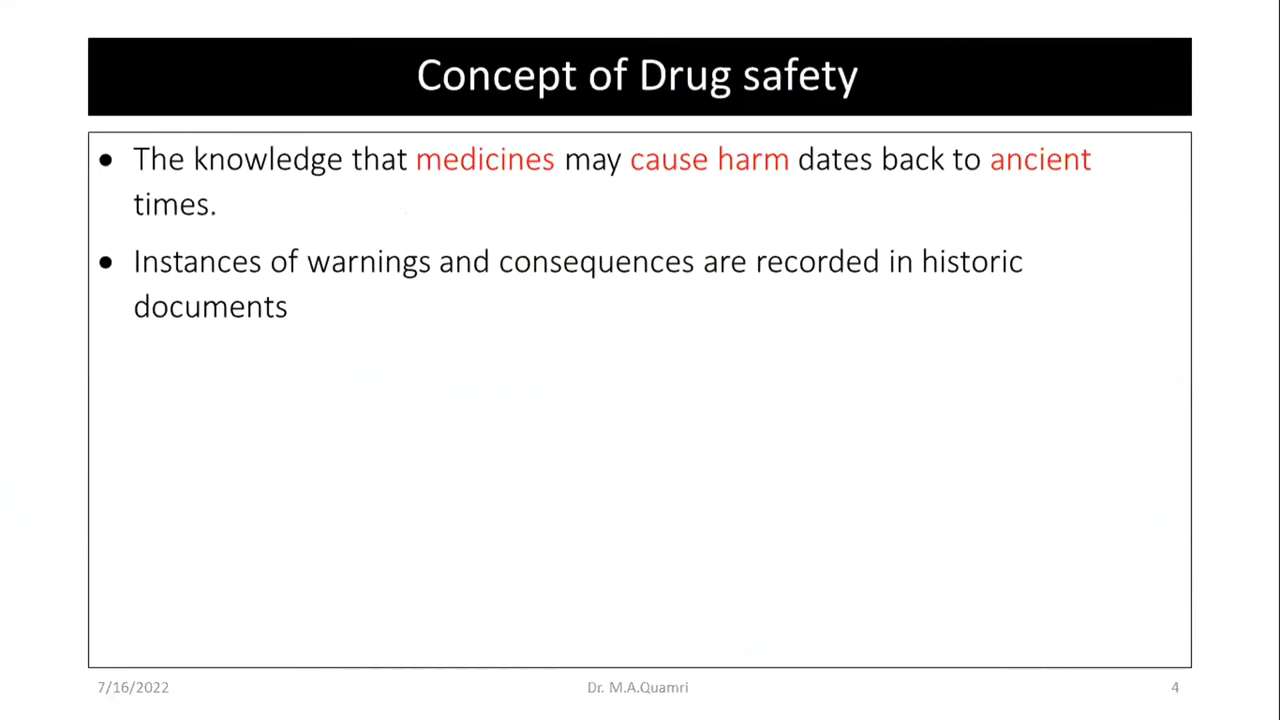 Concept of Drug safety
• The knowledge that medicines may cause harm dates back to ancient
times.
• Instances of warnings and consequences are recorded in historic
documents
7/16/2022
Dr. M.A.Quamri
4